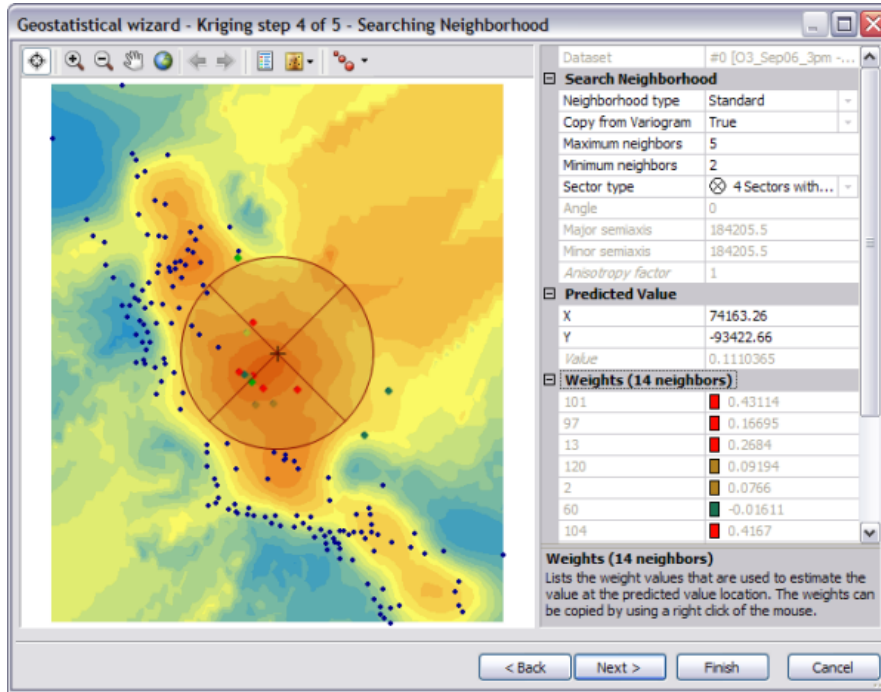 Geostatistical wizard - Kriging step 4 of 5 - Searching Neighborhood
Dataset #0 [O3_Sep06_3pm -...
Search Neighborhood
Neighborhood type Standard
Copy from Variogram True
Maximum neighbors 5
Minimum neighbors 2
Sector type 4 Sectors with...
Angle 0
Major semiaxis 184205.5
Minor semiaxis 184205.5
Anisotropy factor 1
Predicted Value
X 74163.26
Y -93422.66
Value 0.1110365
Weights (14 neighbors)
101 0.43114
97 0.16695
13 0.2684
120 0.09194
2 0.0766
60 -0.01611
104 0.4167
Weights (14 neighbors)
Lists the weight values that are used to estimate the
value at the predicted value location. The weights can
be copied by using a right click of the mouse.
< Back Next > Finish Cancel